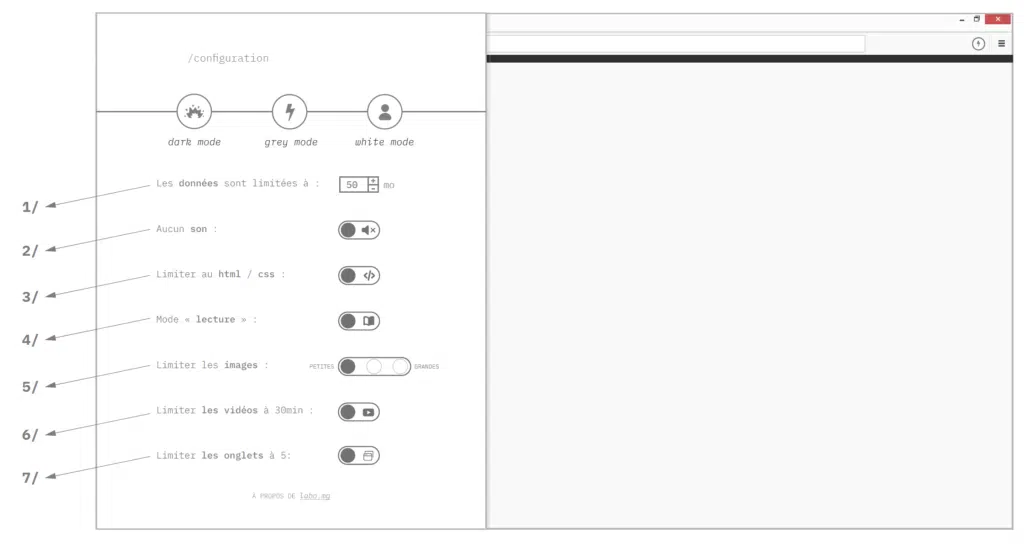 /configuration
dark mode grey mode white mode
1/ Les données sont limitées à : 50 mo
2/ Aucun son :
3/ Limiter au html / css :
4/ Mode « lecture » :
5/ Limiter les images : PETITES GRANDES
6/ Limiter les vidéos à 30min :
7/ Limiter les onglets à 5:
À PROPOS DE labo.mg